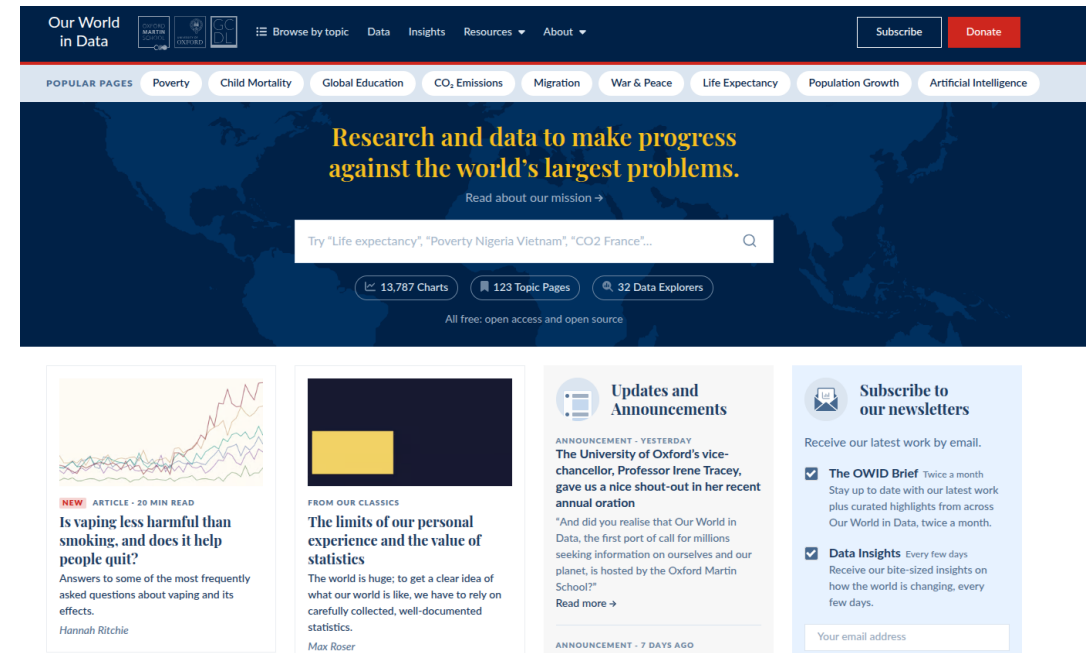 Our World
in Data
OXFORD
MARTIN
SCHOOL
UNIVERSITY OF
OXFORD
GC
DL
Browse by topic
Data
Insights
Resources
About
Subscribe
Donate
POPULAR PAGES
Poverty
Child Mortality
Global Education
CO₂ Emissions
Migration
War & Peace
Life Expectancy
Population Growth
Artificial Intelligence
Research and data to make progress
against the world’s largest problems.
Read about our mission →
Try “Life expectancy”, “Poverty Nigeria Vietnam”, “CO2 France”...
13,787 Charts
123 Topic Pages
32 Data Explorers
All free: open access and open source
NEW ARTICLE - 20 MIN READ
Is vaping less harmful than
smoking, and does it help
people quit?
Answers to some of the most frequently
asked questions about vaping and its
effects.
Hannah Ritchie
FROM OUR CLASSICS
The limits of our personal
experience and the value of
statistics
The world is huge; to get a clear idea of
what our world is like, we have to rely on
carefully collected, well-documented
statistics.
Max Roser
Updates and
Announcements
ANNOUNCEMENT - YESTERDAY
The University of Oxford’s vice-
chancellor, Professor Irene Tracey,
gave us a nice shout-out in her recent
annual oration
“And did you realise that Our World in
Data, the first port of call for millions
seeking information on ourselves and our
planet, is hosted by the Oxford Martin
School?”
Read more →
ANNOUNCEMENT - 7 DAYS AGO
Subscribe to
our newsletters
Receive our latest work by email.
The OWID Brief Twice a month
Stay up to date with our latest work
plus curated highlights from across
Our World in Data, twice a month.
Data Insights Every few days
Receive our bite-sized insights on
how the world is changing, every
few days.
Your email address